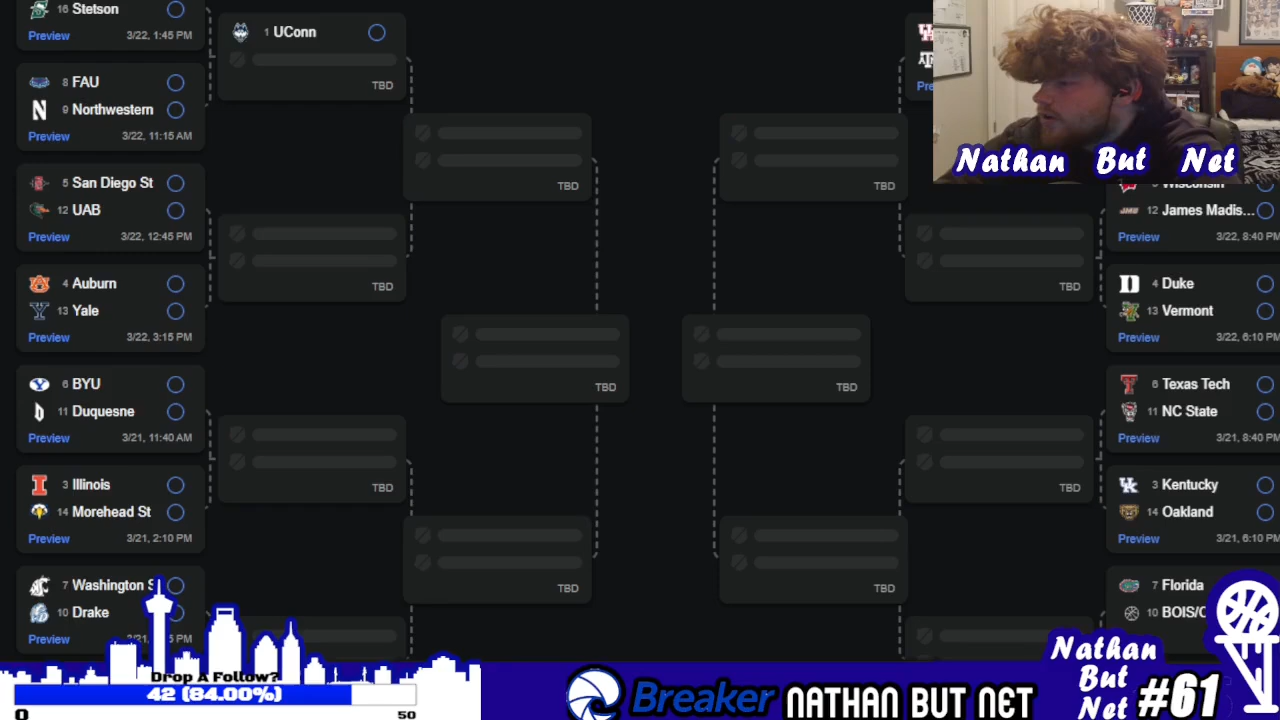 16 Stetson
Preview 3/22, 1:45 PM
8 FAU
9 Northwestern
Preview 3/22, 11:15 AM
5 San Diego St
12 UAB
Preview 3/22, 12:45 PM
4 Auburn
13 Yale
Preview 3/22, 3:15 PM
6 BYU
11 Duquesne
Preview 3/21, 11:40 AM
3 Illinois
14 Morehead St
Preview 3/21, 2:10 PM
7 Washington S
10 Drake
Preview
1 UConn
TBD
TBD
TBD
TBD
TBD
TBD
TBD
TBD
TBD
TBD
TBD
Nathan But Net
Wisconsin
12 James Madis...
Preview 3/22, 8:40 PM
4 Duke
13 Vermont
Preview 3/22, 6:10 PM
6 Texas Tech
11 NC State
Preview 3/21, 8:40 PM
3 Kentucky
14 Oakland
Preview 3/21, 6:10 PM
7 Florida
10 BOIS/C
Drop A Follow?
42 (84.00%)
0 50
Breaker NATHAN BUT NET
Nathan
But
Net #61